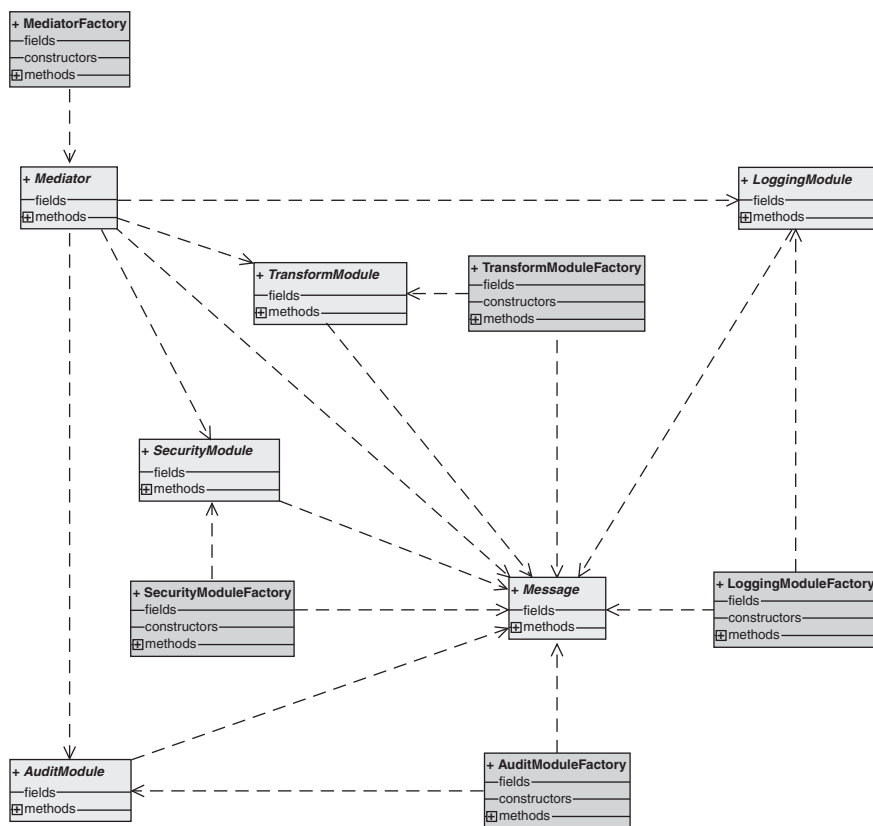 + MediatorFactory
fields
constructors
methods
+ Mediator
fields
methods
+ LoggingModule
fields
methods
+ TransformModule
fields
methods
+ TransformModuleFactory
fields
constructors
methods
+ SecurityModule
fields
methods
+ SecurityModuleFactory
fields
constructors
methods
+ Message
fields
methods
+ LoggingModuleFactory
fields
constructors
methods
+ AuditModule
fields
methods
+ AuditModuleFactory
fields
constructors
methods